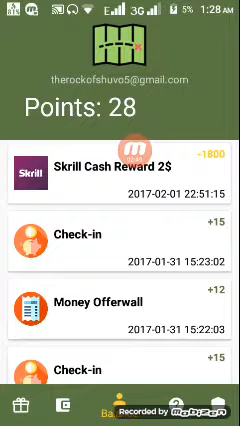 E 3G 5% 1:28 AM
therockofshuvo5@gmail.com
Points: 28
-1800
Skrill
Skrill Cash Reward 2$
2017-02-01 22:51:15
+15
Check-in
2017-01-31 15:23:02
+12
Money Offerwall
2017-01-31 15:22:03
+15
Check-in
Recorded by mobizen